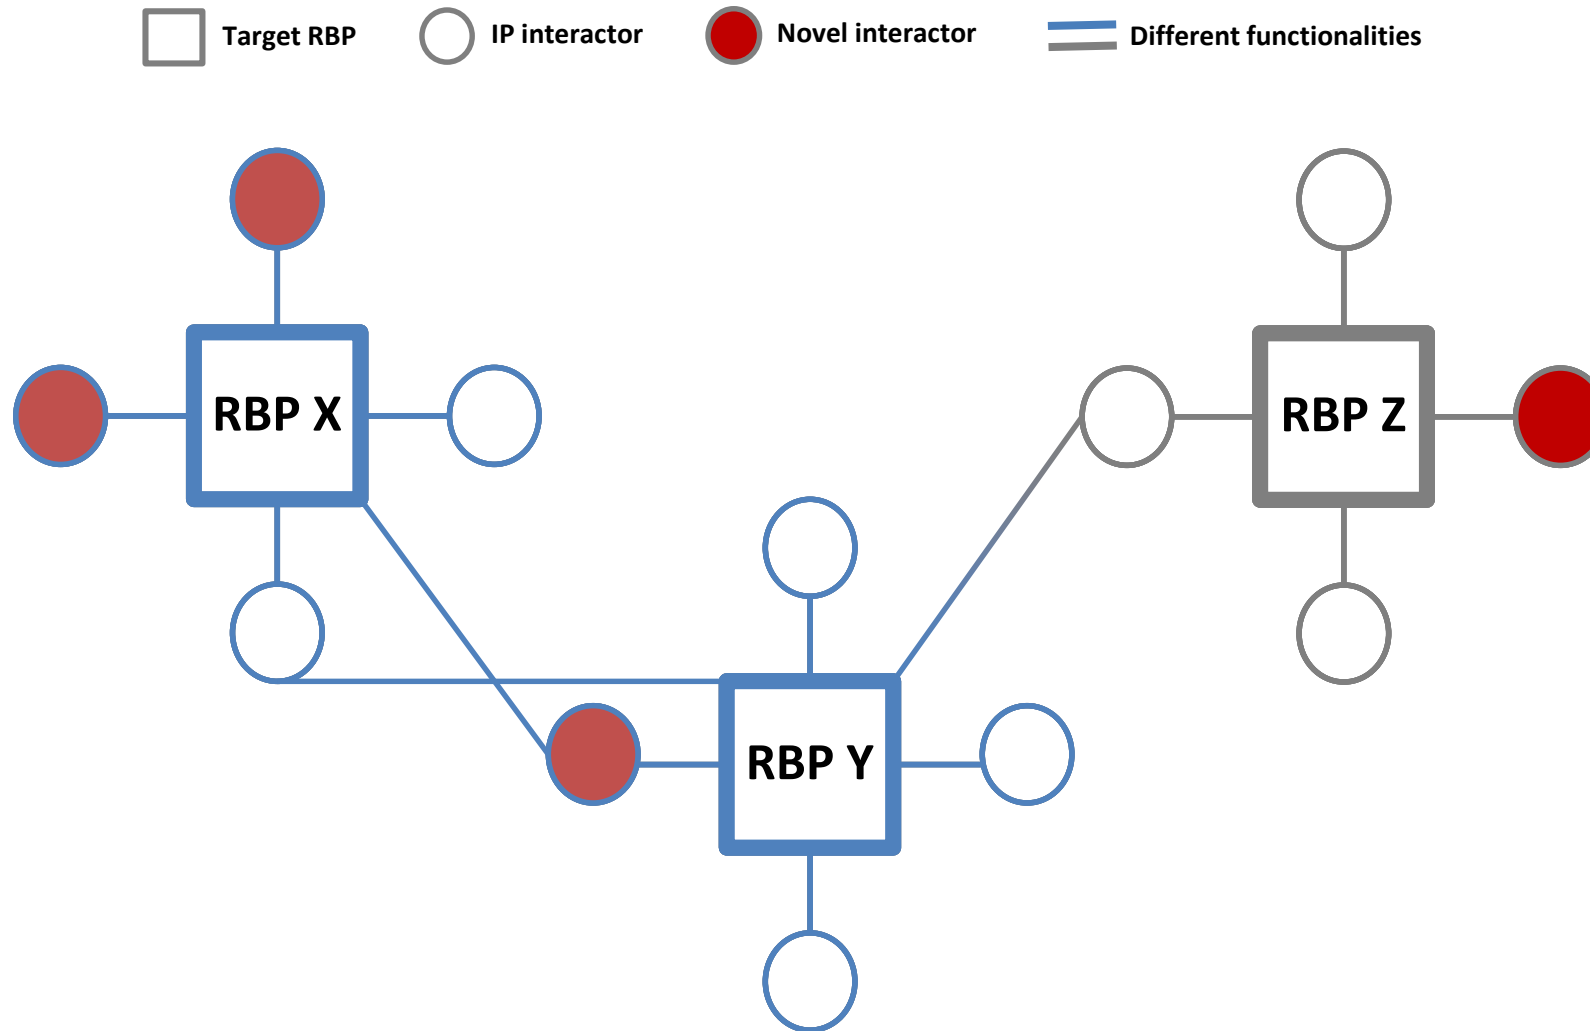 Target RBP
IP interactor
Novel interactor
Different functionalities
RBP X
RBP Z
RBP Y